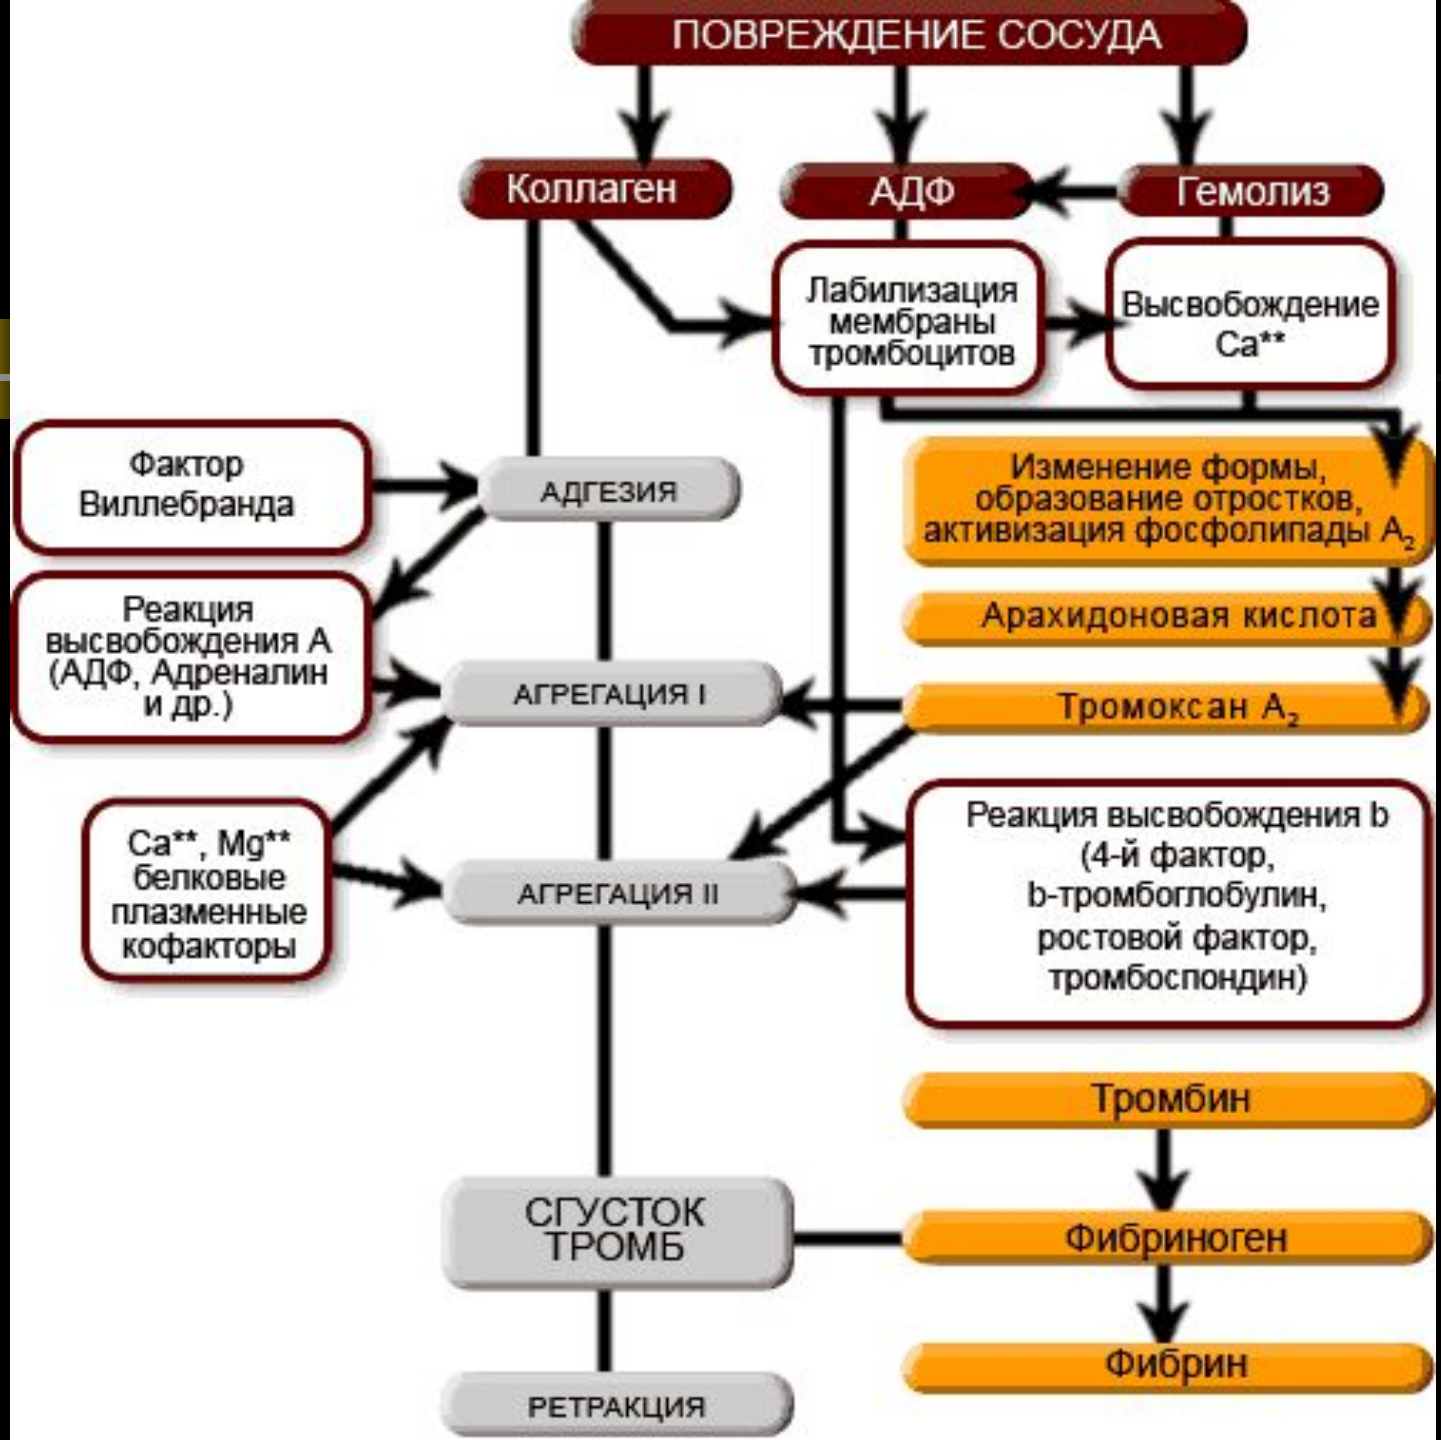 ПОВРЕЖДЕНИЕ СОСУДА
Коллаген
АДФ
Гемолиз
Лабилизация
мембраны
тромбоцитов
Высвобождение
Ca**
Фактор
Виллебранда
АДГЕЗИЯ
Изменение формы,
образование отростков,
активизация фосфолипады А₂
Реакция
высвобождения А
(АДФ, Адреналин
и др.)
Арахидоновая кислота
АГРЕГАЦИЯ I
Тромоксан А₂
Ca**, Mg**
белковые
плазменные
кофакторы
АГРЕГАЦИЯ II
Реакция высвобождения b
(4-й фактор,
b-тромбоглобулин,
ростовой фактор,
тромбоспондин)
Тромбин
СГУСТОК
ТРОМБ
Фибриноген
Фибрин
РЕТРАКЦИЯ